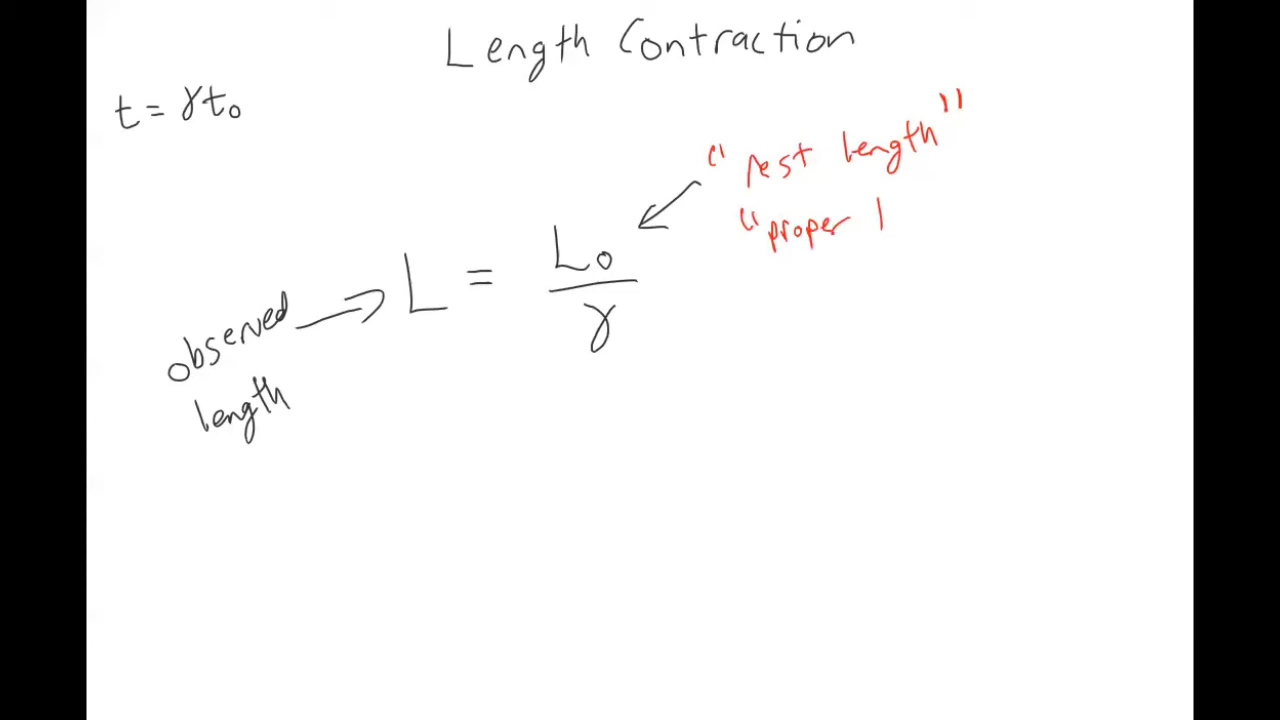 Length Contraction
t = γt₀
"rest length"
"proper l
L = L₀/γ
observed
length